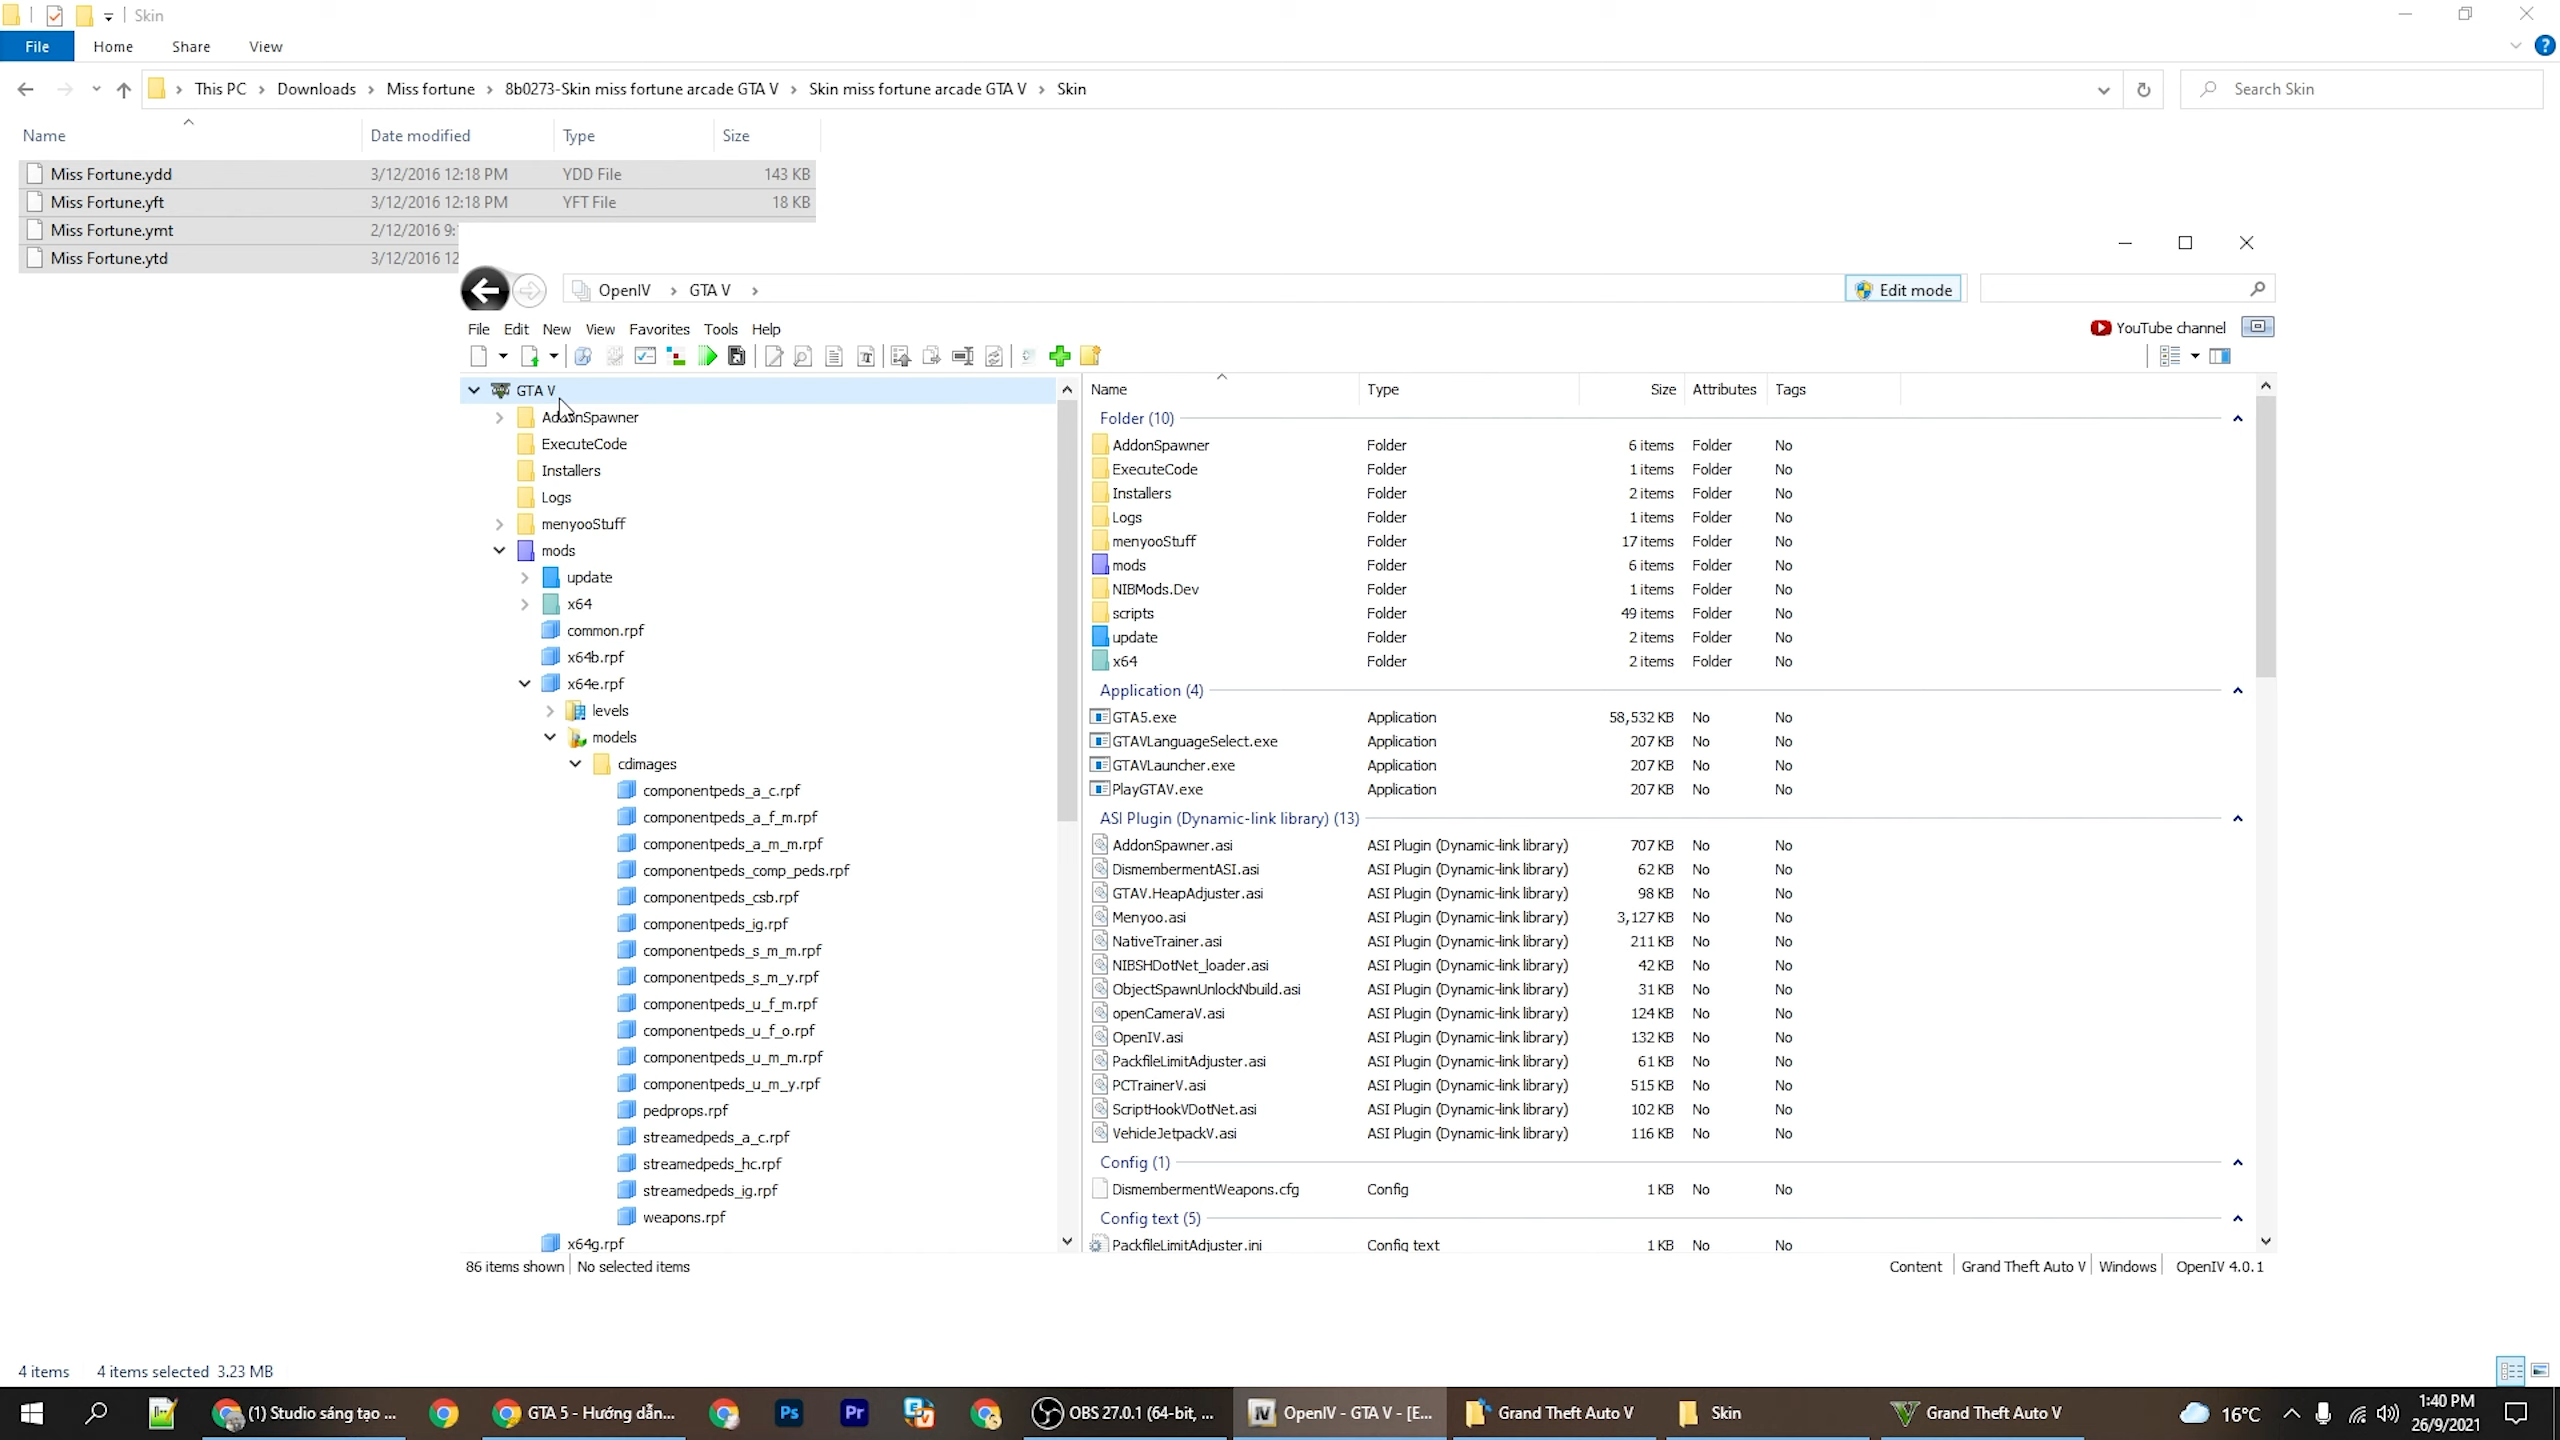 Skin
File Home Share View
This PC Downloads Miss fortune 8b0273-Skin miss fortune arcade GTA V Skin miss fortune arcade GTA V Skin
Search Skin
Name Date modified Type Size
Miss Fortune.ydd 3/12/2016 12:18 PM YDD File 143 KB
Miss Fortune.yft 3/12/2016 12:18 PM YFT File 18 KB
Miss Fortune.ymt 2/12/2016 9:
Miss Fortune.ytd 3/12/2016 12
OpenIV GTA V
Edit mode
File Edit New View Favorites Tools Help
YouTube channel
GTA V
AddonSpawner
ExecuteCode
Installers
Logs
menyooStuff
mods
update
x64
common.rpf
x64b.rpf
x64e.rpf
levels
models
cdimages
componentpeds_a_c.rpf
componentpeds_a_f_m.rpf
componentpeds_a_m_m.rpf
componentpeds_comp_peds.rpf
componentpeds_csb.rpf
componentpeds_ig.rpf
componentpeds_s_m_m.rpf
componentpeds_s_m_y.rpf
componentpeds_u_f_m.rpf
componentpeds_u_f_o.rpf
componentpeds_u_m_m.rpf
componentpeds_u_m_y.rpf
pedprops.rpf
streamedpeds_a_c.rpf
streamedpeds_hc.rpf
streamedpeds_ig.rpf
weapons.rpf
x64g.rpf
Name Type Size Attributes Tags
Folder (10)
AddonSpawner Folder 6 items Folder No
ExecuteCode Folder 1 items Folder No
Installers Folder 2 items Folder No
Logs Folder 1 items Folder No
menyooStuff Folder 17 items Folder No
mods Folder 6 items Folder No
NIBMods.Dev Folder 1 items Folder No
scripts Folder 49 items Folder No
update Folder 2 items Folder No
x64 Folder 2 items Folder No
Application (4)
GTA5.exe Application 58,532 KB No No
GTAVLanguageSelect.exe Application 207 KB No No
GTAVLauncher.exe Application 207 KB No No
PlayGTAV.exe Application 207 KB No No
ASI Plugin (Dynamic-link library) (13)
AddonSpawner.asi ASI Plugin (Dynamic-link library) 707 KB No No
DismembermentASI.asi ASI Plugin (Dynamic-link library) 62 KB No No
GTAV.HeapAdjuster.asi ASI Plugin (Dynamic-link library) 98 KB No No
Menyoo.asi ASI Plugin (Dynamic-link library) 3,127 KB No No
NativeTrainer.asi ASI Plugin (Dynamic-link library) 211 KB No No
NIBSHDotNet_loader.asi ASI Plugin (Dynamic-link library) 42 KB No No
ObjectSpawnUnlockNbuild.asi ASI Plugin (Dynamic-link library) 31 KB No No
openCameraV.asi ASI Plugin (Dynamic-link library) 124 KB No No
OpenIV.asi ASI Plugin (Dynamic-link library) 132 KB No No
PackfileLimitAdjuster.asi ASI Plugin (Dynamic-link library) 61 KB No No
PCTrainerV.asi ASI Plugin (Dynamic-link library) 515 KB No No
ScriptHookVDotNet.asi ASI Plugin (Dynamic-link library) 102 KB No No
VehicleJetpackV.asi ASI Plugin (Dynamic-link library) 116 KB No No
Config (1)
DismembermentWeapons.cfg Config 1 KB No No
Config text (5)
PackfileLimitAdjuster.ini Config text 1 KB No No
86 items shown No selected items
Content Grand Theft Auto V Windows OpenIV 4.0.1
4 items 4 items selected 3.23 MB
(1) Studio sáng tạo ... GTA 5 - Hướng dẫn... Ps Pr OBS 27.0.1 (64-bit, ... IV OpenIV - GTA V - [E... Grand Theft Auto V Skin Grand Theft Auto V 16°C 1:40 PM
26/9/2021